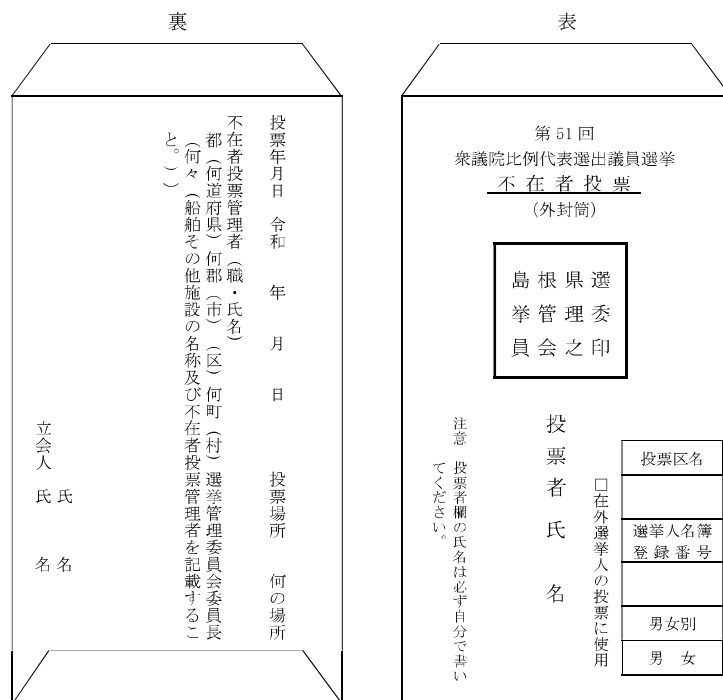 裏
投票年月日　令和　　年　　月　　日　　　　投票場所　　何の場所
不在者投票管理者（職・氏名）
都（何道府県）何郡（市）（区）何町（村）選挙管理委員会委員長
（何々（船舶その他施設の名称及び不在者投票管理者を記載するこ
と。））
氏　　名
立会人　氏　　名
表
第 51 回
衆議院比例代表選出議員選挙
不 在 者 投 票
(外封筒)
島根県選
挙管理委
員会之印
投票区名
選挙人名簿
登録番号
男女別
男　女
□在外選挙人の投票に使用
投票者氏名
注意　投票者欄の氏名は必ず自分で書い
てください。